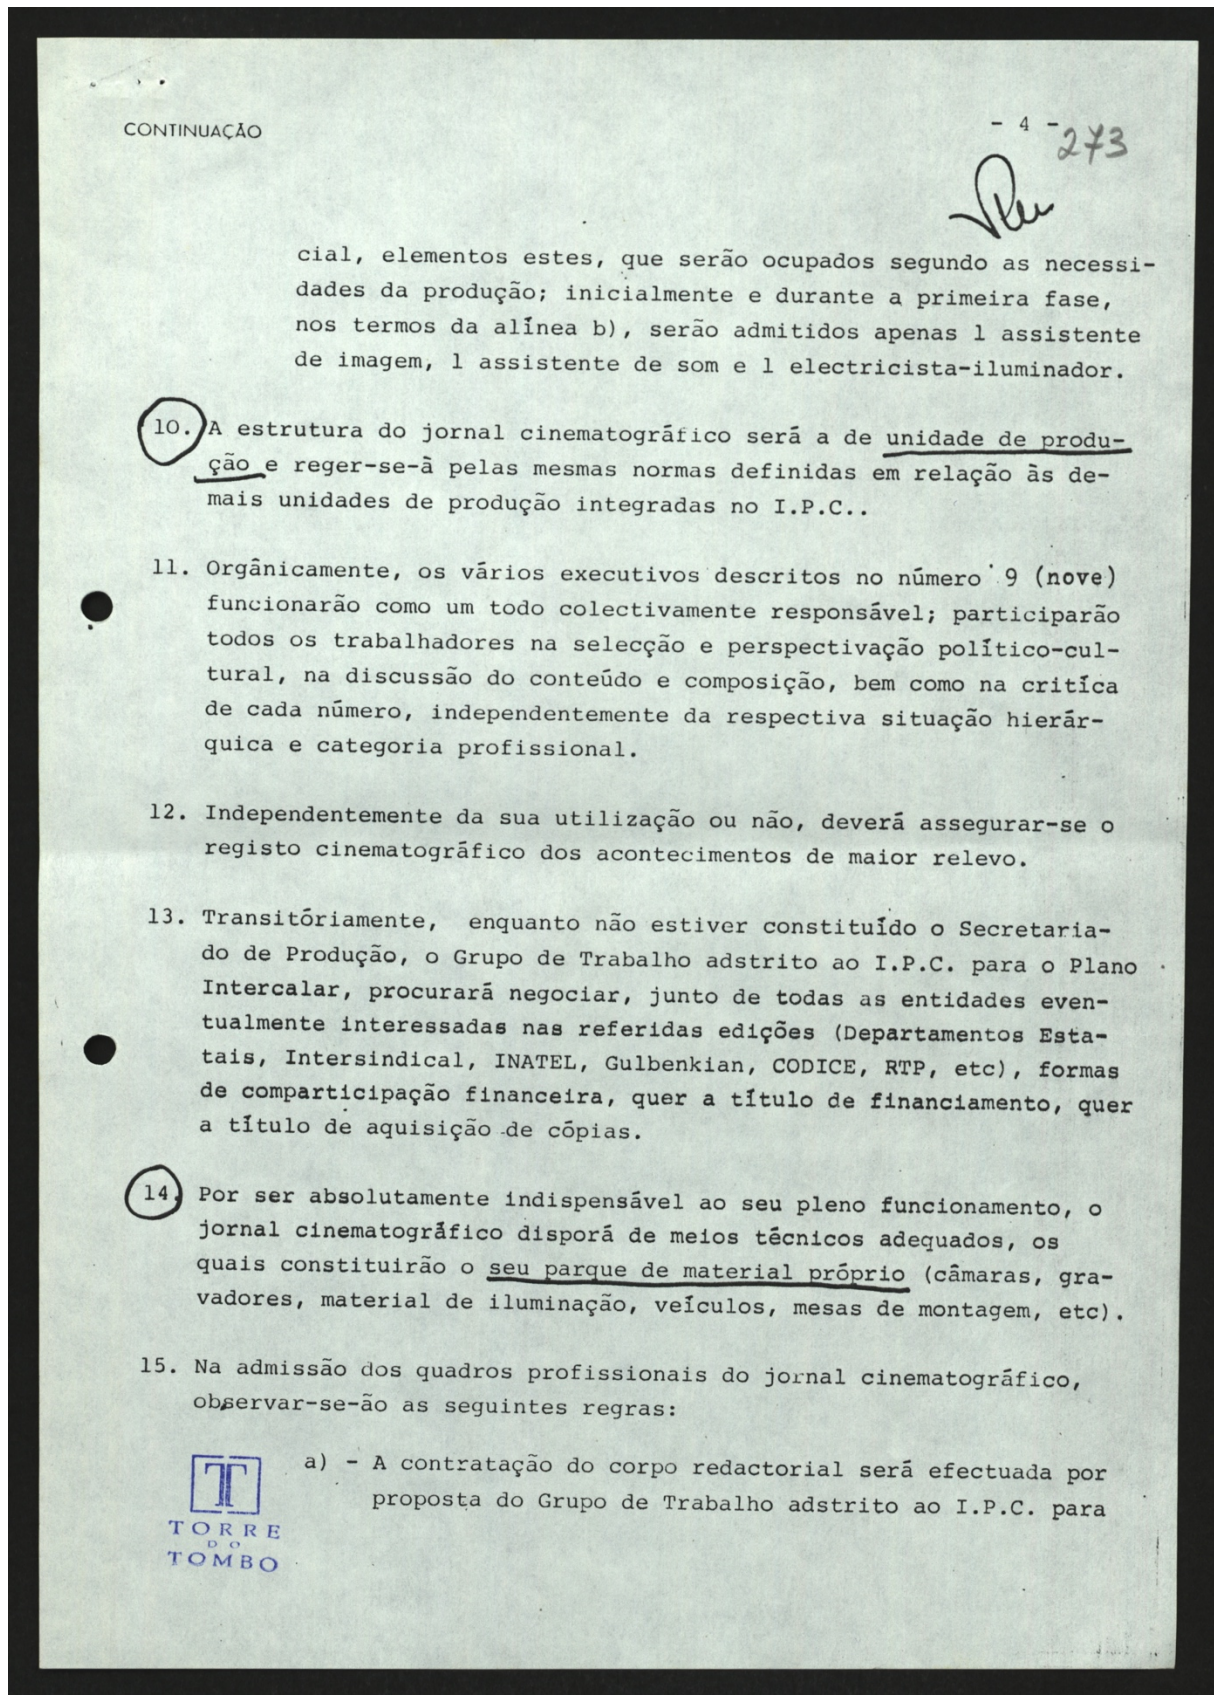 CONTINUAÇÃO
- 4 -
273
cial, elementos estes, que serão ocupados segundo as necessi-
dades da produção; inicialmente e durante a primeira fase,
nos termos da alínea b), serão admitidos apenas 1 assistente
de imagem, 1 assistente de som e 1 electricista-iluminador.
10. A estrutura do jornal cinematográfico será a de unidade de produ-
ção e reger-se-à pelas mesmas normas definidas em relação às de-
mais unidades de produção integradas no I.P.C..
11. Orgânicamente, os vários executivos descritos no número 9 (nove)
funcionarão como um todo colectivamente responsável; participarão
todos os trabalhadores na selecção e perspectivação político-cul-
tural, na discussão do conteúdo e composição, bem como na critíca
de cada número, independentemente da respectiva situação hierár-
quica e categoria profissional.
12. Independentemente da sua utilização ou não, deverá assegurar-se o
registo cinematográfico dos acontecimentos de maior relevo.
13. Transitóriamente, enquanto não estiver constituído o Secretaria-
do de Produção, o Grupo de Trabalho adstrito ao I.P.C. para o Plano
Intercalar, procurará negociar, junto de todas as entidades even-
tualmente interessadas nas referidas edições (Departamentos Esta-
tais, Intersindical, INATEL, Gulbenkian, CODICE, RTP, etc), formas
de comparticipação financeira, quer a título de financiamento, quer
a título de aquisição de cópias.
14. Por ser absolutamente indispensável ao seu pleno funcionamento, o
jornal cinematográfico disporá de meios técnicos adequados, os
quais constituirão o seu parque de material próprio (câmaras, gra-
vadores, material de iluminação, veículos, mesas de montagem, etc).
15. Na admissão dos quadros profissionais do jornal cinematográfico,
observar-se-ão as seguintes regras:
a) - A contratação do corpo redactorial será efectuada por
proposta do Grupo de Trabalho adstrito ao I.P.C. para
TORRE
DO
TOMBO